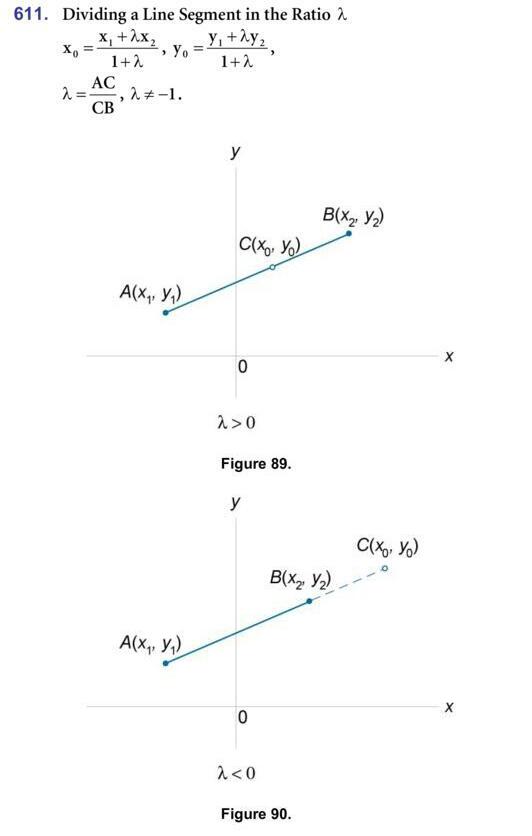 611. Dividing a Line Segment in the Ratio λ
x₀ = (x₁ + λx₂)/(1 + λ), y₀ = (y₁ + λy₂)/(1 + λ),
λ = AC/CB, λ ≠ −1.
y
B(x₂, y₂)
C(x₀, y₀)
A(x₁, y₁)
x
0
λ > 0
Figure 89.
y
C(x₀, y₀)
B(x₂, y₂)
A(x₁, y₁)
x
0
λ < 0
Figure 90.